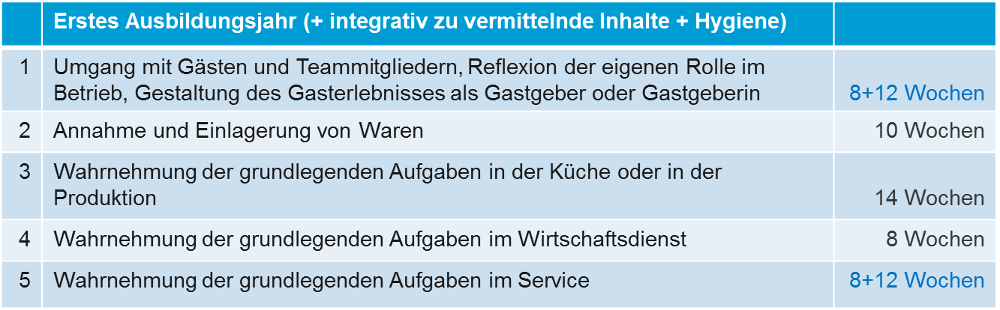 Erstes Ausbildungsjahr (+ integrativ zu vermittelnde Inhalte + Hygiene)
1 Umgang mit Gästen und Teammitgliedern, Reflexion der eigenen Rolle im
Betrieb, Gestaltung des Gasterlebnisses als Gastgeber oder Gastgeberin 8+12 Wochen
2 Annahme und Einlagerung von Waren 10 Wochen
3 Wahrnehmung der grundlegenden Aufgaben in der Küche oder in der
Produktion 14 Wochen
4 Wahrnehmung der grundlegenden Aufgaben im Wirtschaftsdienst 8 Wochen
5 Wahrnehmung der grundlegenden Aufgaben im Service 8+12 Wochen